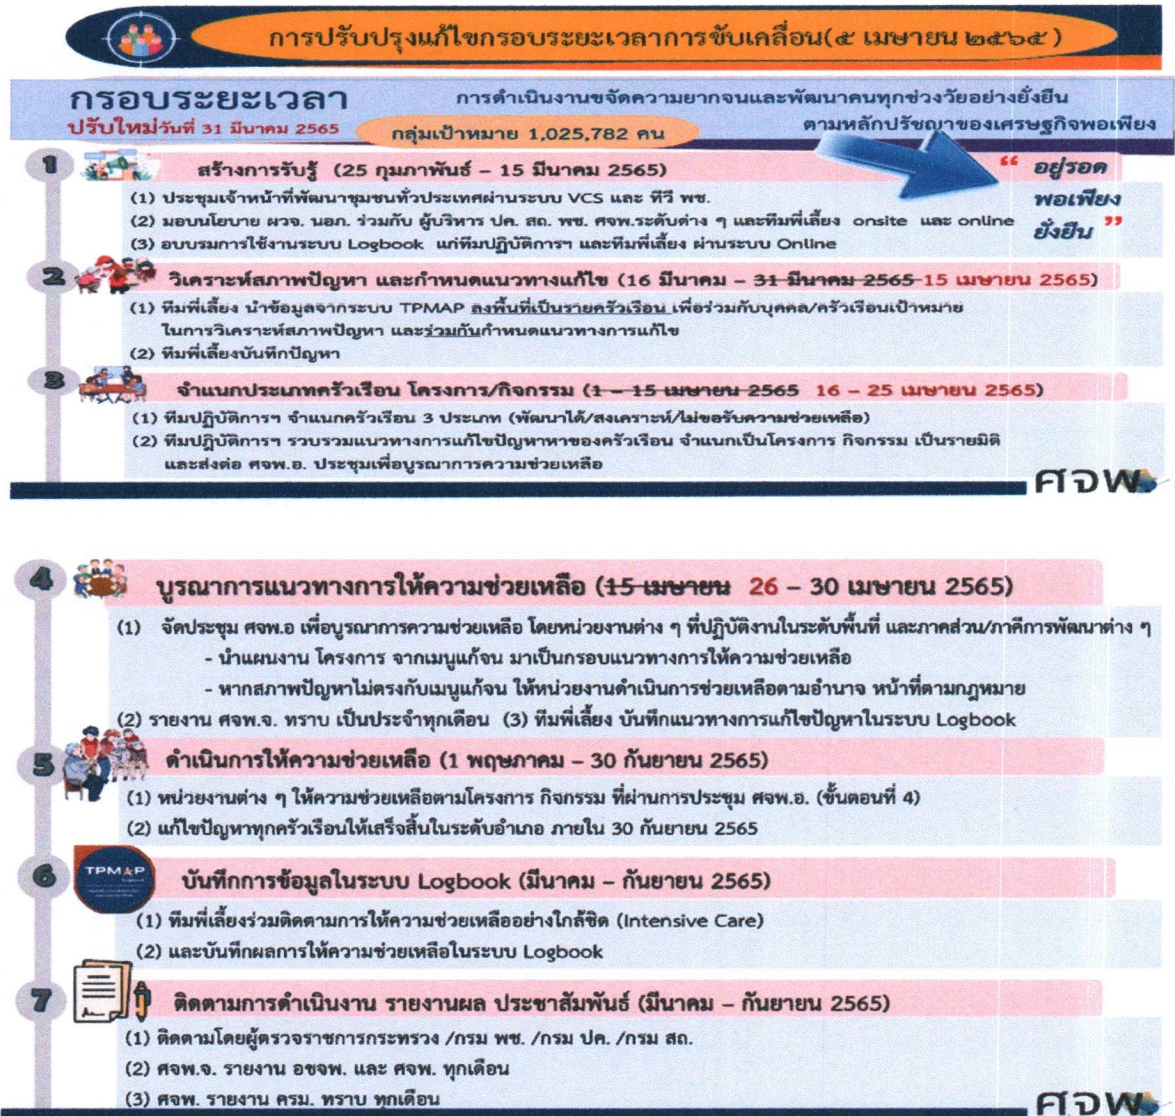 การปรับปรุงแก้ไขกรอบระยะเวลาการขับเคลื่อน(๕ เมษายน ๒๕๖๕)
กรอบระยะเวลา
การดำเนินงานขจัดความยากจนและพัฒนาคนทุกช่วงวัยอย่างยั่งยืน
ปรับใหม่วันที่ 31 มีนาคม 2565
กลุ่มเป้าหมาย 1,025,782 คน
ตามหลักปรัชญาของเศรษฐกิจพอเพียง
1 สร้างการรับรู้ (25 กุมภาพันธ์ – 15 มีนาคม 2565)
“ อยู่รอด
พอเพียง
ยั่งยืน ”
(1) ประชุมเจ้าหน้าที่พัฒนาชุมชนทั่วประเทศผ่านระบบ VCS และ ทีวี พช.
(2) มอบนโยบาย ผวจ. นอภ. ร่วมกับ ผู้บริหาร ปค. สถ. พช. ศจพ.ระดับต่าง ๆ และทีมพี่เลี้ยง onsite และ online
(3) อบบรมการใช้งานระบบ Logbook แก่ทีมปฏิบัติการฯ และทีมพี่เลี้ยง ผ่านระบบ Online
2 วิเคราะห์สภาพปัญหา และกำหนดแนวทางแก้ไข (16 มีนาคม – 31 มีนาคม 2565 15 เมษายน 2565)
(1) ทีมพี่เลี้ยง นำข้อมูลจากระบบ TPMAP ลงพื้นที่เป็นรายครัวเรือน เพื่อร่วมกับบุคคล/ครัวเรือนเป้าหมาย
ในการวิเคราะห์สภาพปัญหา และร่วมกันกำหนดแนวทางการแก้ไข
(2) ทีมพี่เลี้ยงบันทึกปัญหา
3 จำแนกประเภทครัวเรือน โครงการ/กิจกรรม (1 – 15 เมษายน 2565 16 – 25 เมษายน 2565)
(1) ทีมปฏิบัติการฯ จำแนกครัวเรือน 3 ประเภท (พัฒนาได้/สงเคราะห์/ไม่ขอรับความช่วยเหลือ)
(2) ทีมปฏิบัติการฯ รวบรวมแนวทางการแก้ไขปัญหาหาของครัวเรือน จำแนกเป็นโครงการ กิจกรรม เป็นรายมิติ
และส่งต่อ ศจพ.อ. ประชุมเพื่อบูรณาการความช่วยเหลือ
ศจพ
4 บูรณาการแนวทางการให้ความช่วยเหลือ (15 เมษายน 26 – 30 เมษายน 2565)
(1) จัดประชุม ศจพ.อ เพื่อบูรณาการความช่วยเหลือ โดยหน่วยงานต่าง ๆ ที่ปฏิบัติงานในระดับพื้นที่ และภาคส่วน/ภาคีการพัฒนาต่าง ๆ
- นำแผนงาน โครงการ จากเมนูแก้จน มาเป็นกรอบแนวทางการให้ความช่วยเหลือ
- หากสภาพปัญหาไม่ตรงกับเมนูแก้จน ให้หน่วยงานดำเนินการช่วยเหลือตามอำนาจ หน้าที่ตามกฎหมาย
(2) รายงาน ศจพ.จ. ทราบ เป็นประจำทุกเดือน (3) ทีมพี่เลี้ยง บันทึกแนวทางการแก้ไขปัญหาในระบบ Logbook
5 ดำเนินการให้ความช่วยเหลือ (1 พฤษภาคม – 30 กันยายน 2565)
(1) หน่วยงานต่าง ๆ ให้ความช่วยเหลือตามโครงการ กิจกรรม ที่ผ่านการประชุม ศจพ.อ. (ขั้นตอนที่ 4)
(2) แก้ไขปัญหาทุกครัวเรือนให้เสร็จสิ้นในระดับอำเภอ ภายใน 30 กันยายน 2565
6 TPMAP บันทึกการข้อมูลในระบบ Logbook (มีนาคม – กันยายน 2565)
(1) ทีมพี่เลี้ยงร่วมติดตามการให้ความช่วยเหลืออย่างใกล้ชิด (Intensive Care)
(2) และบันทึกผลการให้ความช่วยเหลือในระบบ Logbook
7 ติดตามการดำเนินงาน รายงานผล ประชาสัมพันธ์ (มีนาคม – กันยายน 2565)
(1) ติดตามโดยผู้ตรวจราชการกระทรวง /กรม พช. /กรม ปค. /กรม สถ.
(2) ศจพ.จ. รายงาน อขจพ. และ ศจพ. ทุกเดือน
(3) ศจพ. รายงาน ครม. ทราบ ทุกเดือน
ศจพ